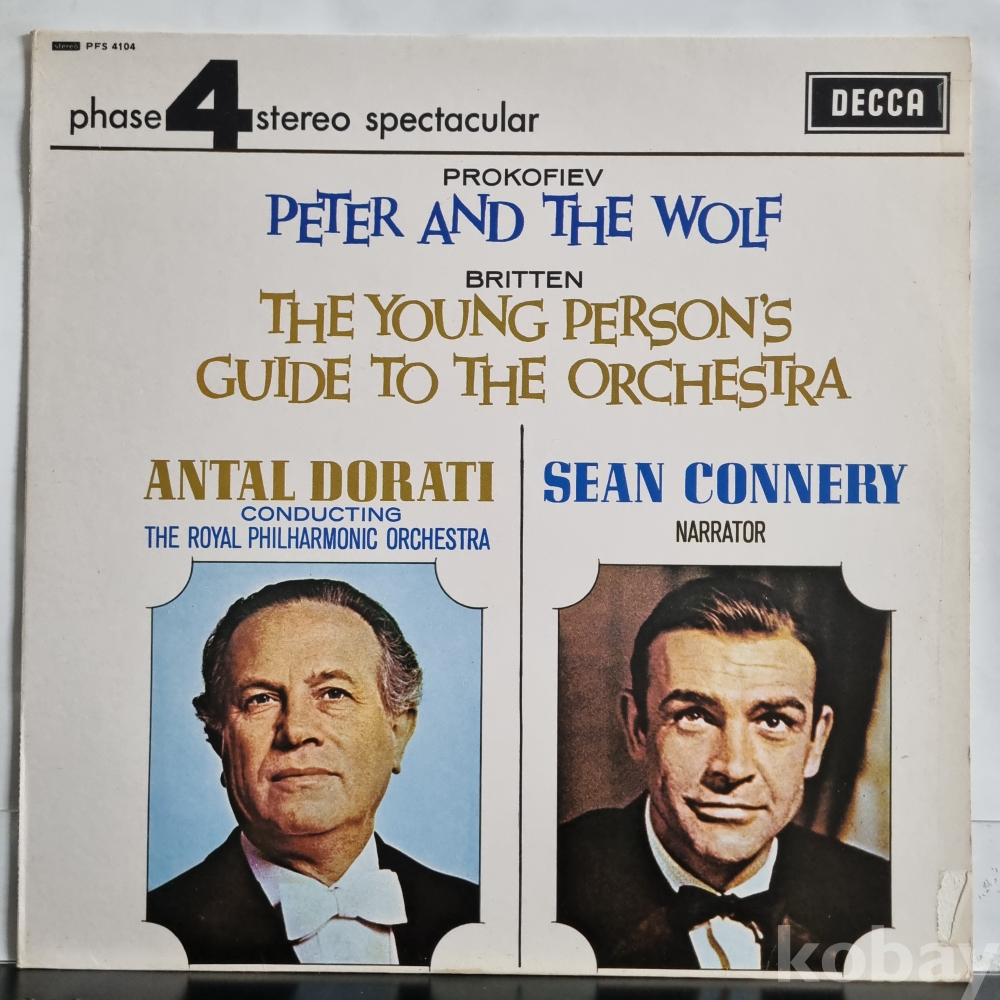 stereo PFS 4104
phase 4 stereo spectacular
DECCA
PROKOFIEV
PETER AND THE WOLF
BRITTEN
THE YOUNG PERSON'S
GUIDE TO THE ORCHESTRA
ANTAL DORATI
CONDUCTING
THE ROYAL PHILHARMONIC ORCHESTRA
SEAN CONNERY
NARRATOR
kobay